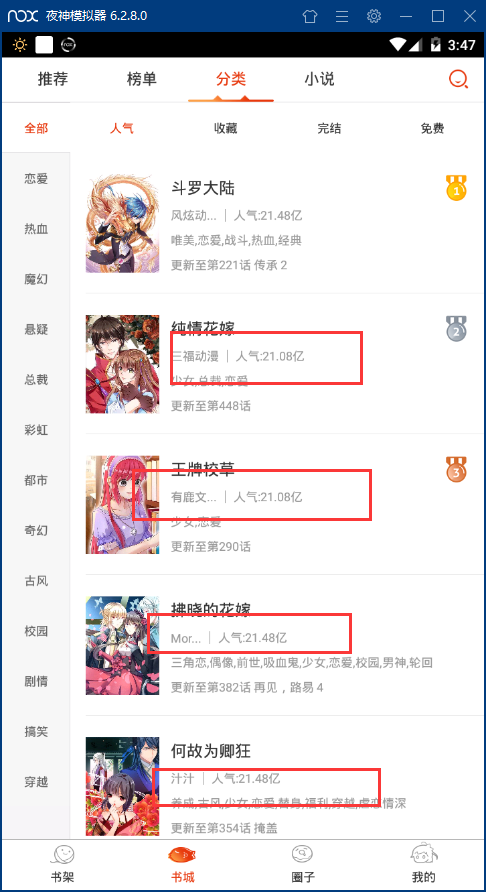 nox 夜神模拟器 6.2.8.0
3:47
推荐 榜单 分类 小说
全部 人气 收藏 完结 免费
恋爱
热血
魔幻
悬疑
总裁
彩虹
都市
奇幻
古风
校园
剧情
搞笑
穿越
斗罗大陆
1
风炫动... | 人气:21.48亿
唯美,恋爱,战斗,热血,经典
更新至第221话 传承 2
纯情花嫁
2
三福动漫 | 人气:21.08亿
少女,总裁,恋爱
更新至第448话
王牌校草
3
有鹿文... | 人气:21.08亿
少女,恋爱
更新至第290话
拂晓的花嫁
Mor... | 人气:21.48亿
三角恋,偶像,前世,吸血鬼,少女,恋爱,校园,男神,轮回
更新至第382话 再见，路易 4
何故为卿狂
汁汁 | 人气:21.48亿
养成,古风,少女,恋爱,替身,福利,穿越,虐恋情深
更新至第354话 掩盖
书架 书城 圈子 我的